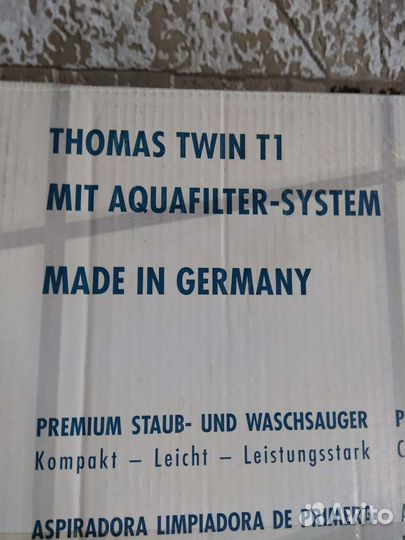 THOMAS TWIN T1
MIT AQUAFILTER-SYSTEM
MADE IN GERMANY
PREMIUM STAUB- UND WASCHSAUGER
Kompakt – Leicht – Leistungsstark
ASPIRADORA LIMPIADORA DE
Avito